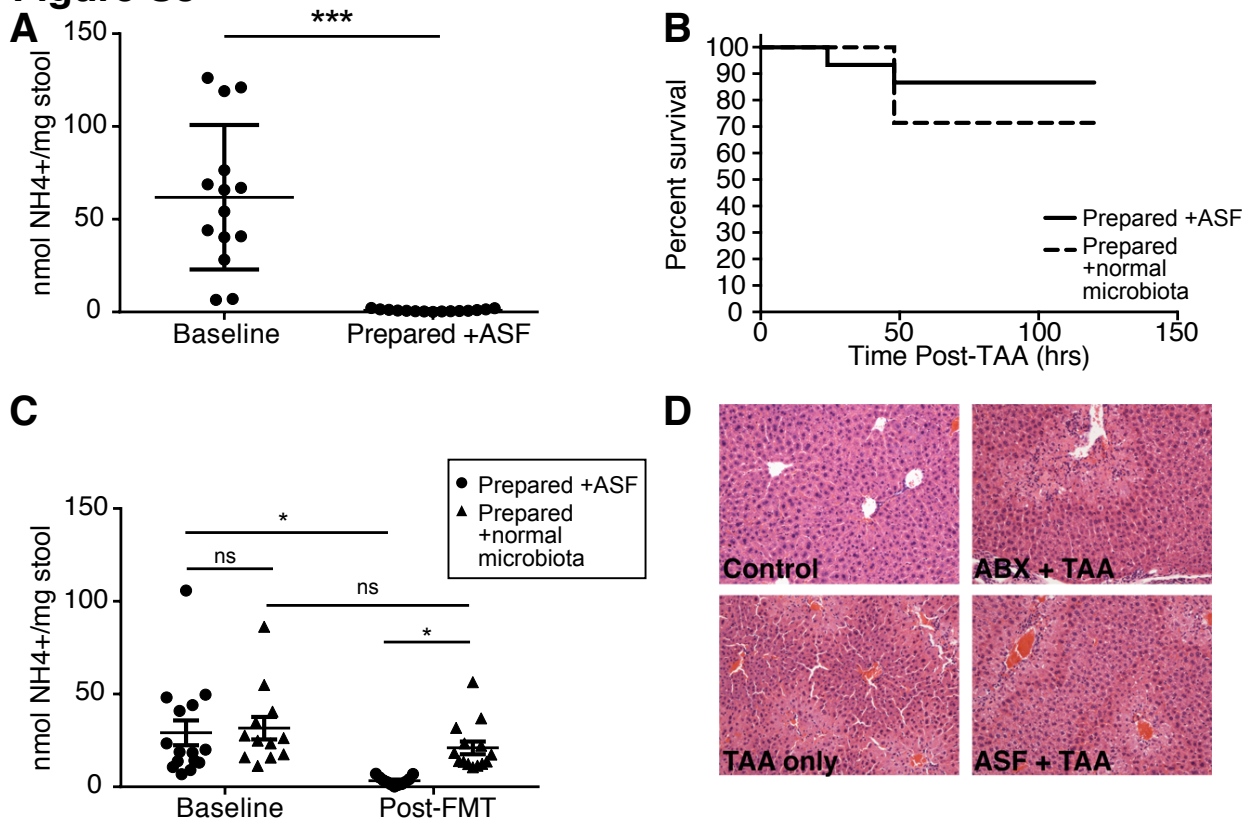 A
***
150
100
50
0
nmol NH4+/mg stool
Baseline
Prepared +ASF
B
100
90
80
70
60
50
40
30
20
10
0
Percent survival
0
50
100
150
Time Post-TAA (hrs)
Prepared +ASF
Prepared
+normal
microbiota
C
Prepared +ASF
Prepared
+normal
microbiota
150
100
50
0
nmol NH4+/mg stool
*
ns
ns
*
Baseline
Post-FMT
D
Control
ABX + TAA
TAA only
ASF + TAA